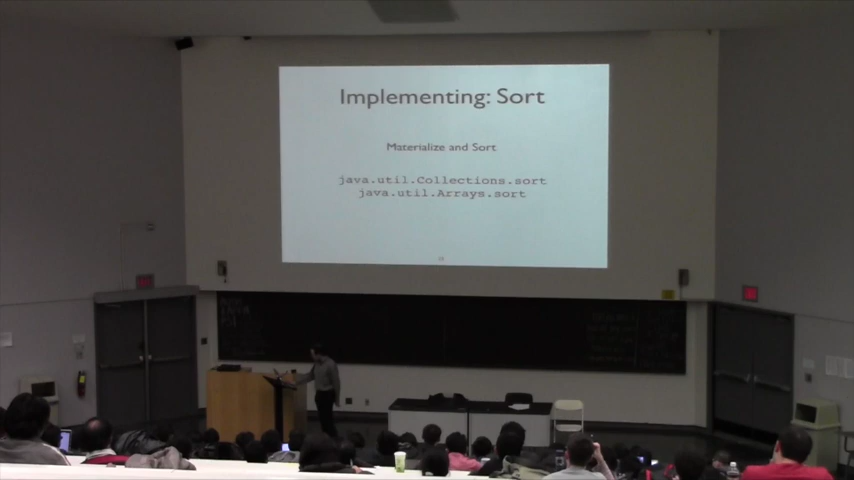 Implementing: Sort
Materialize and Sort
java.util.Collections.sort
java.util.Arrays.sort